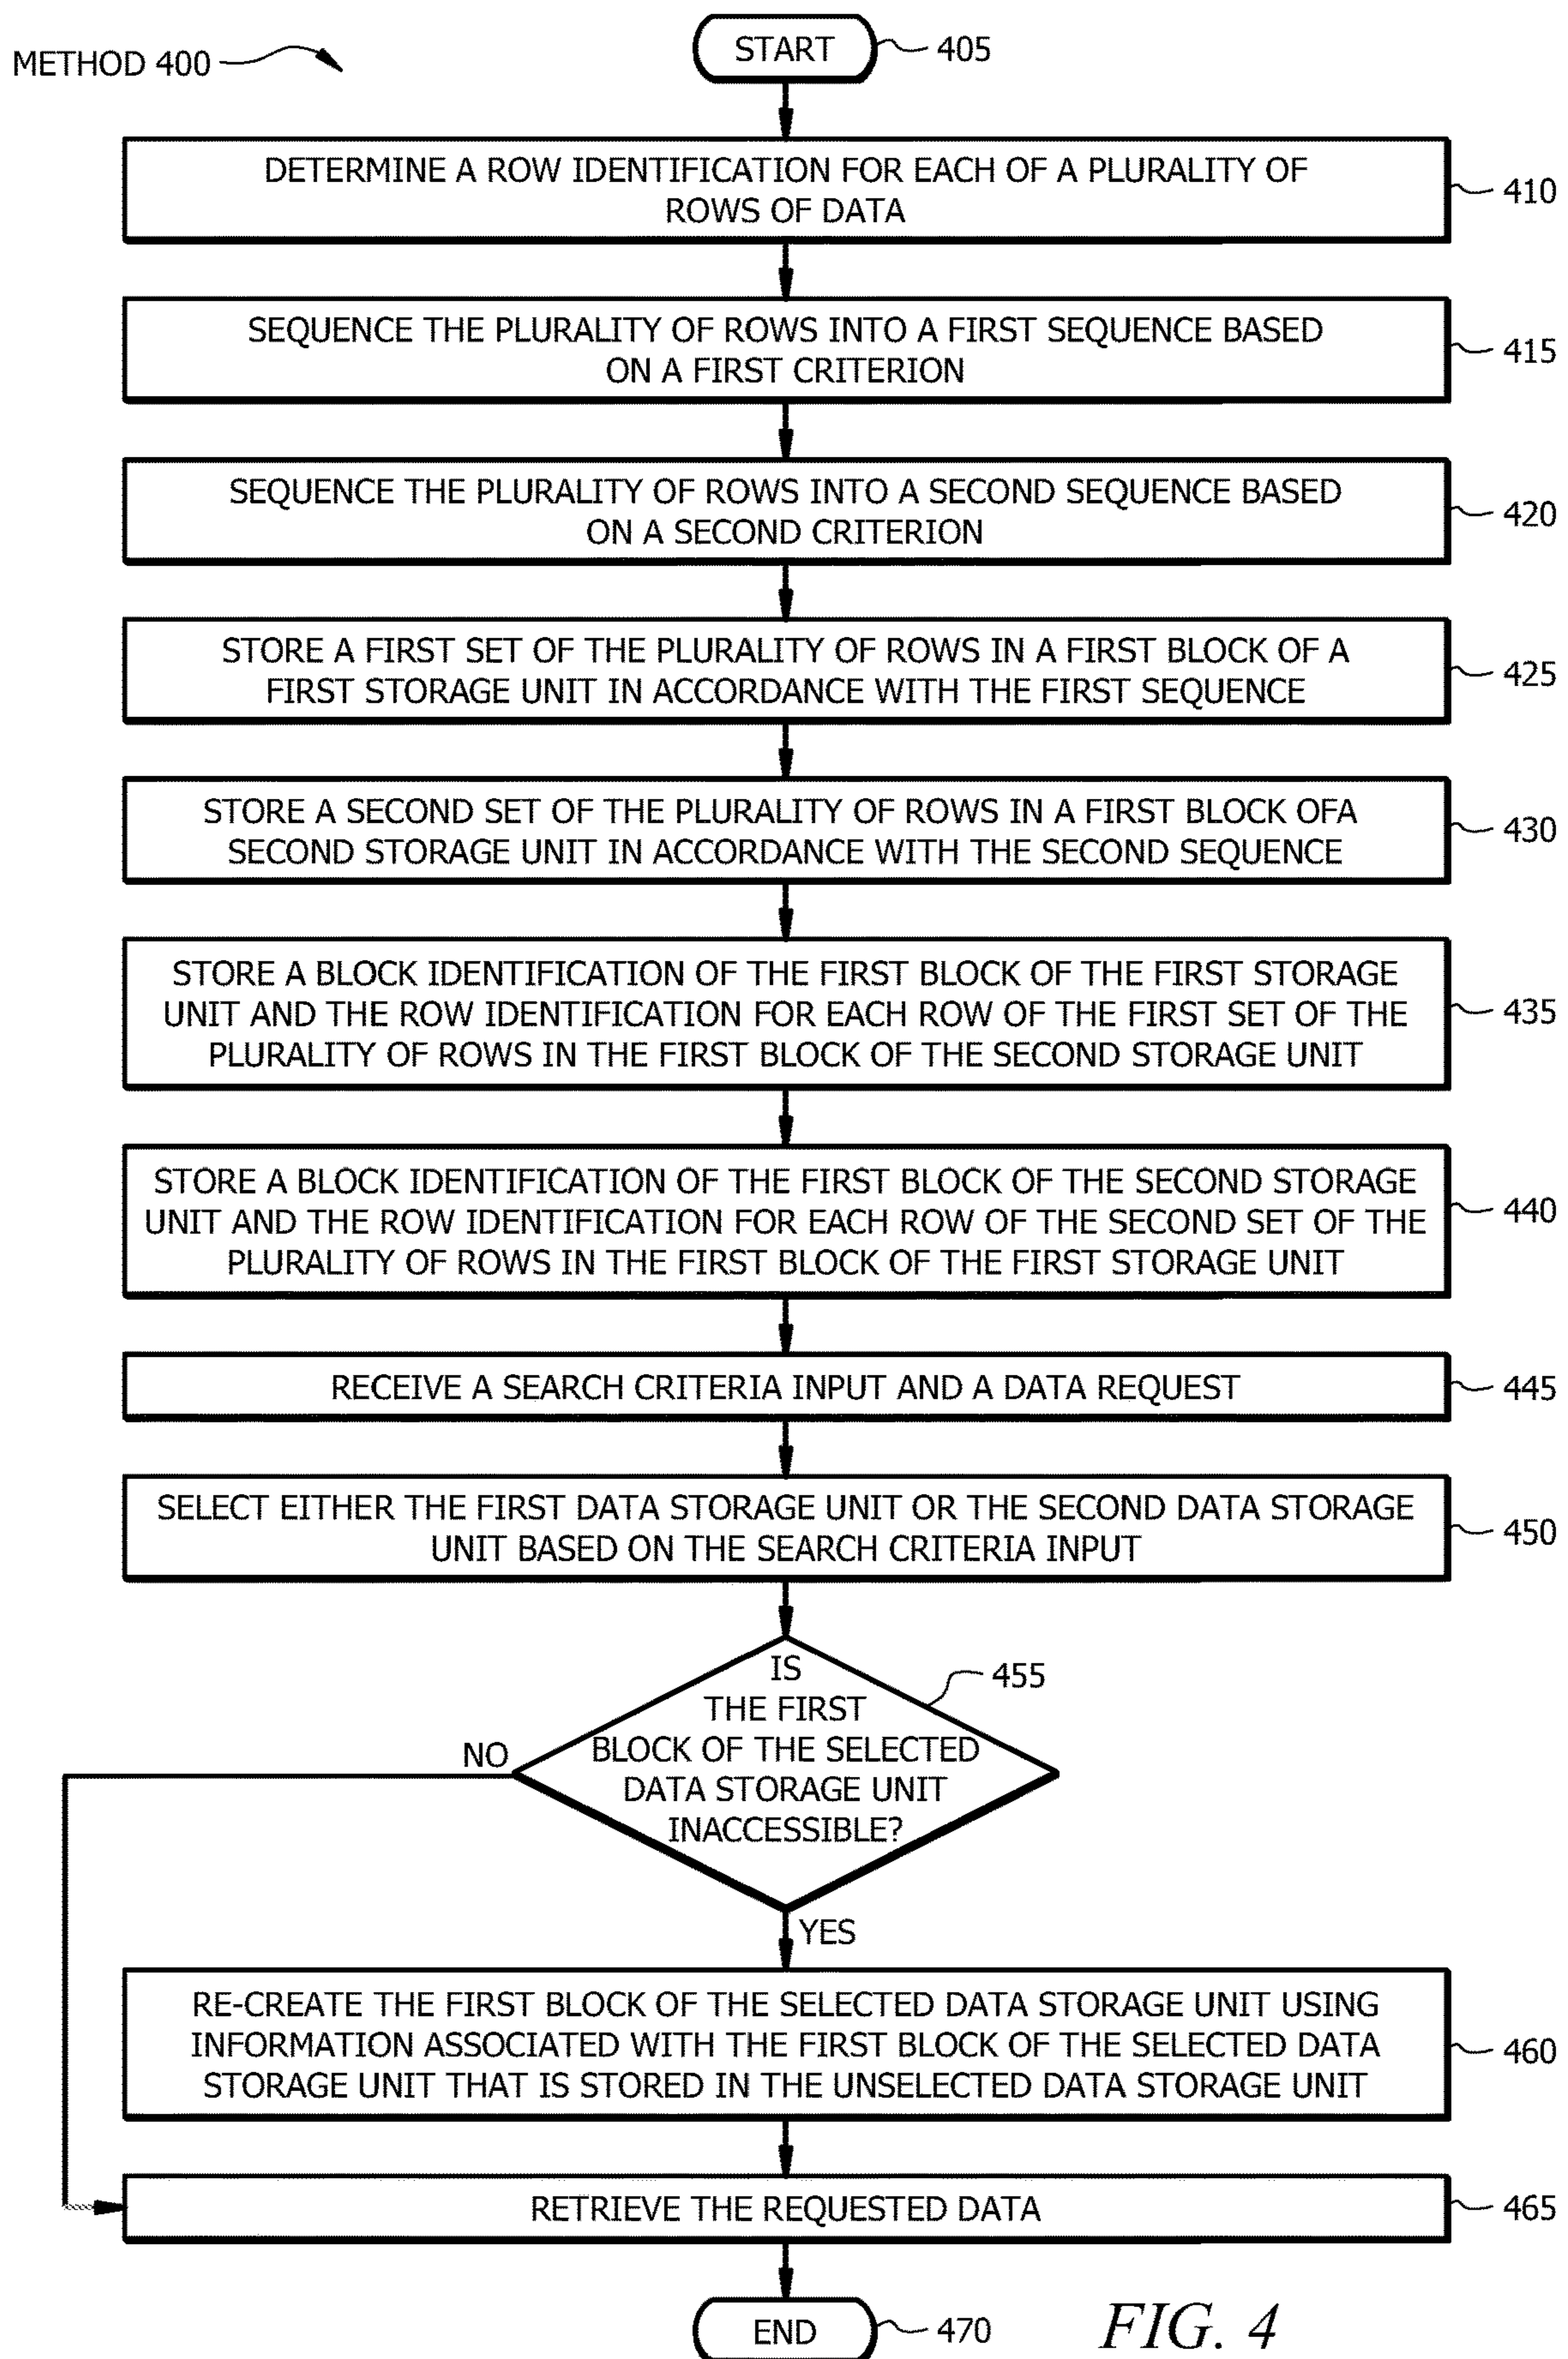 METHOD 400
START
405
DETERMINE A ROW IDENTIFICATION FOR EACH OF A PLURALITY OF
ROWS OF DATA
410
SEQUENCE THE PLURALITY OF ROWS INTO A FIRST SEQUENCE BASED
ON A FIRST CRITERION
415
SEQUENCE THE PLURALITY OF ROWS INTO A SECOND SEQUENCE BASED
ON A SECOND CRITERION
420
STORE A FIRST SET OF THE PLURALITY OF ROWS IN A FIRST BLOCK OF A
FIRST STORAGE UNIT IN ACCORDANCE WITH THE FIRST SEQUENCE
425
STORE A SECOND SET OF THE PLURALITY OF ROWS IN A FIRST BLOCK OFA
SECOND STORAGE UNIT IN ACCORDANCE WITH THE SECOND SEQUENCE
430
STORE A BLOCK IDENTIFICATION OF THE FIRST BLOCK OF THE FIRST STORAGE
UNIT AND THE ROW IDENTIFICATION FOR EACH ROW OF THE FIRST SET OF THE
PLURALITY OF ROWS IN THE FIRST BLOCK OF THE SECOND STORAGE UNIT
435
STORE A BLOCK IDENTIFICATION OF THE FIRST BLOCK OF THE SECOND STORAGE
UNIT AND THE ROW IDENTIFICATION FOR EACH ROW OF THE SECOND SET OF THE
PLURALITY OF ROWS IN THE FIRST BLOCK OF THE FIRST STORAGE UNIT
440
RECEIVE A SEARCH CRITERIA INPUT AND A DATA REQUEST
445
SELECT EITHER THE FIRST DATA STORAGE UNIT OR THE SECOND DATA STORAGE
UNIT BASED ON THE SEARCH CRITERIA INPUT
450
IS
THE FIRST
BLOCK OF THE SELECTED
DATA STORAGE UNIT
INACCESSIBLE?
455
NO
YES
RE-CREATE THE FIRST BLOCK OF THE SELECTED DATA STORAGE UNIT USING
INFORMATION ASSOCIATED WITH THE FIRST BLOCK OF THE SELECTED DATA
STORAGE UNIT THAT IS STORED IN THE UNSELECTED DATA STORAGE UNIT
460
RETRIEVE THE REQUESTED DATA
465
END
470
FIG. 4